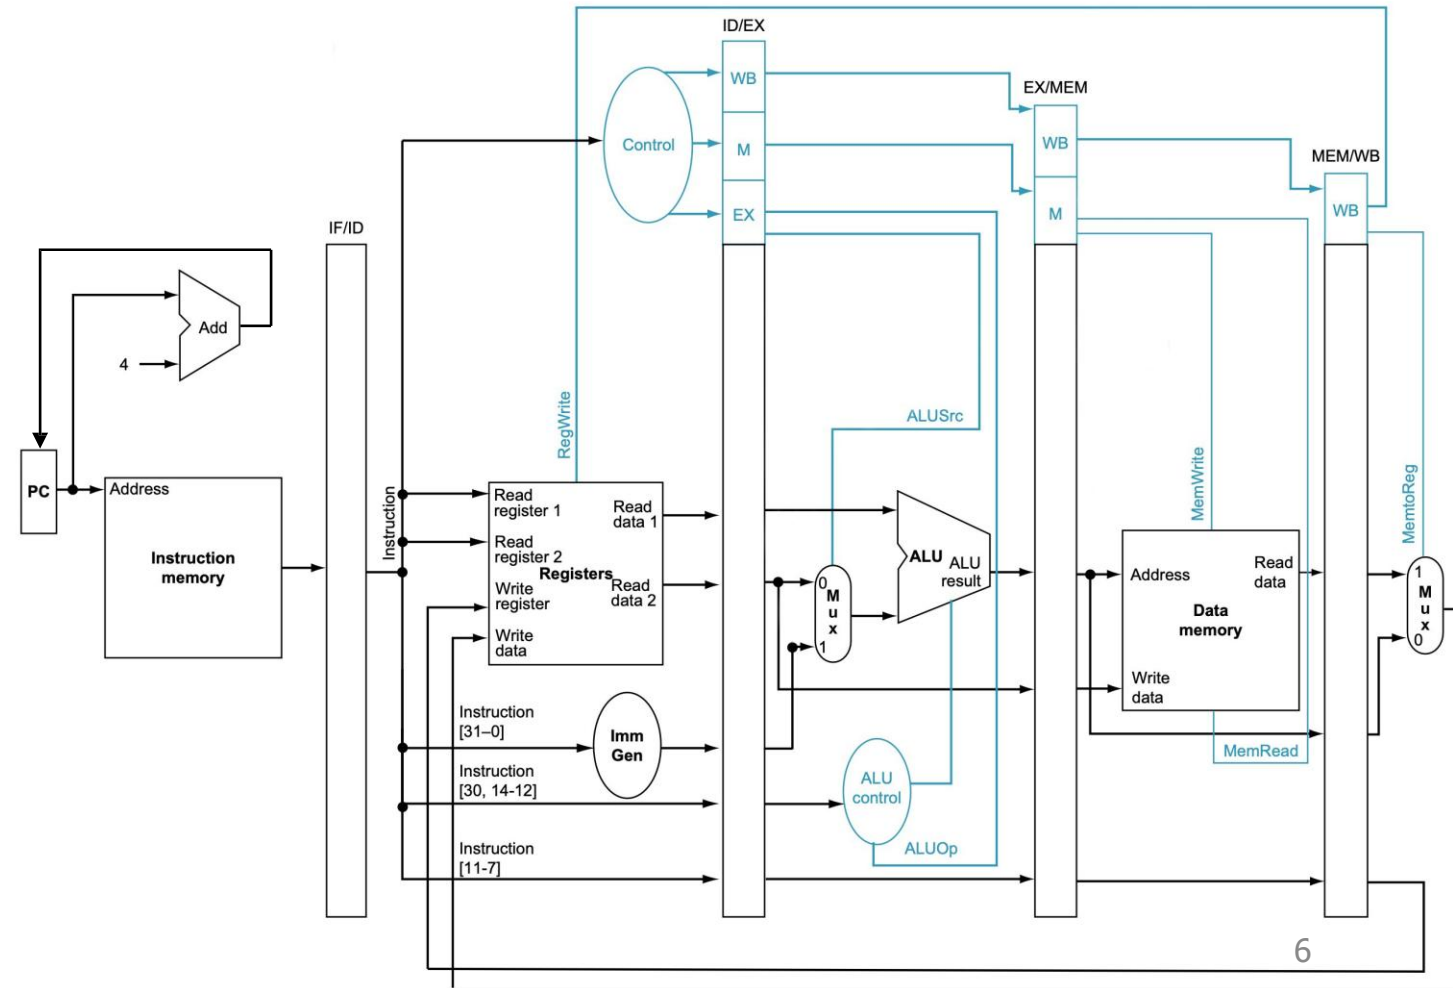 ID/EX
WB
EX/MEM
Control
M
WB
MEM/WB
EX
M
WB
IF/ID
Add
4
RegWrite
ALUSrc
MemWrite
MemtoReg
PC
Address
Instruction
memory
Instruction
Read
register 1
Read
register 2
Write
register
Write
data
Registers
Read
data 1
Read
data 2
0
M
u
x
1
ALU
ALU
result
Address
Read
data
Data
memory
Write
data
1
M
u
x
0
MemRead
Instruction
[31–0]
Imm
Gen
Instruction
[30, 14-12]
ALU
control
ALUOp
Instruction
[11-7]
6